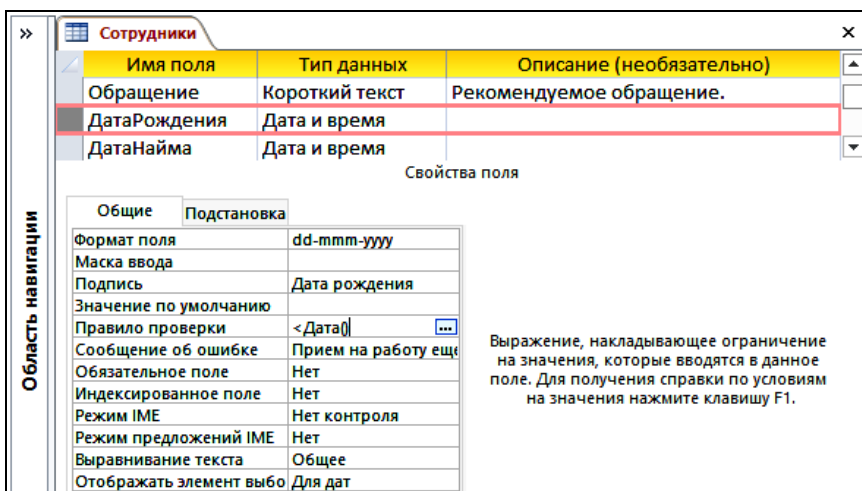 » Сотрудники ×
Имя поля Тип данных Описание (необязательно)
Обращение Короткий текст Рекомендуемое обращение.
ДатаРождения Дата и время
ДатаНайма Дата и время
Свойства поля
Область навигации
Общие Подстановка
Формат поля dd-mmm-yyyy
Маска ввода
Подпись Дата рождения
Значение по умолчанию
Правило проверки <Дата() ...
Сообщение об ошибке Прием на работу еще
Обязательное поле Нет
Индексированное поле Нет
Режим IME Нет контроля
Режим предложений IME Нет
Выравнивание текста Общее
Отображать элемент выбо Для дат
Выражение, накладывающее ограничение
на значения, которые вводятся в данное
поле. Для получения справки по условиям
на значения нажмите клавишу F1.